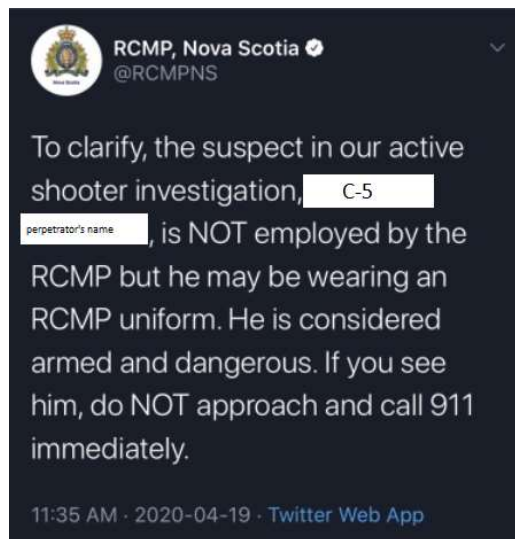 RCMP, Nova Scotia
@RCMPNS
To clarify, the suspect in our active
shooter investigation, C-5
perpetrator's name , is NOT employed by the
RCMP but he may be wearing an
RCMP uniform. He is considered
armed and dangerous. If you see
him, do NOT approach and call 911
immediately.
11:35 AM · 2020-04-19 · Twitter Web App